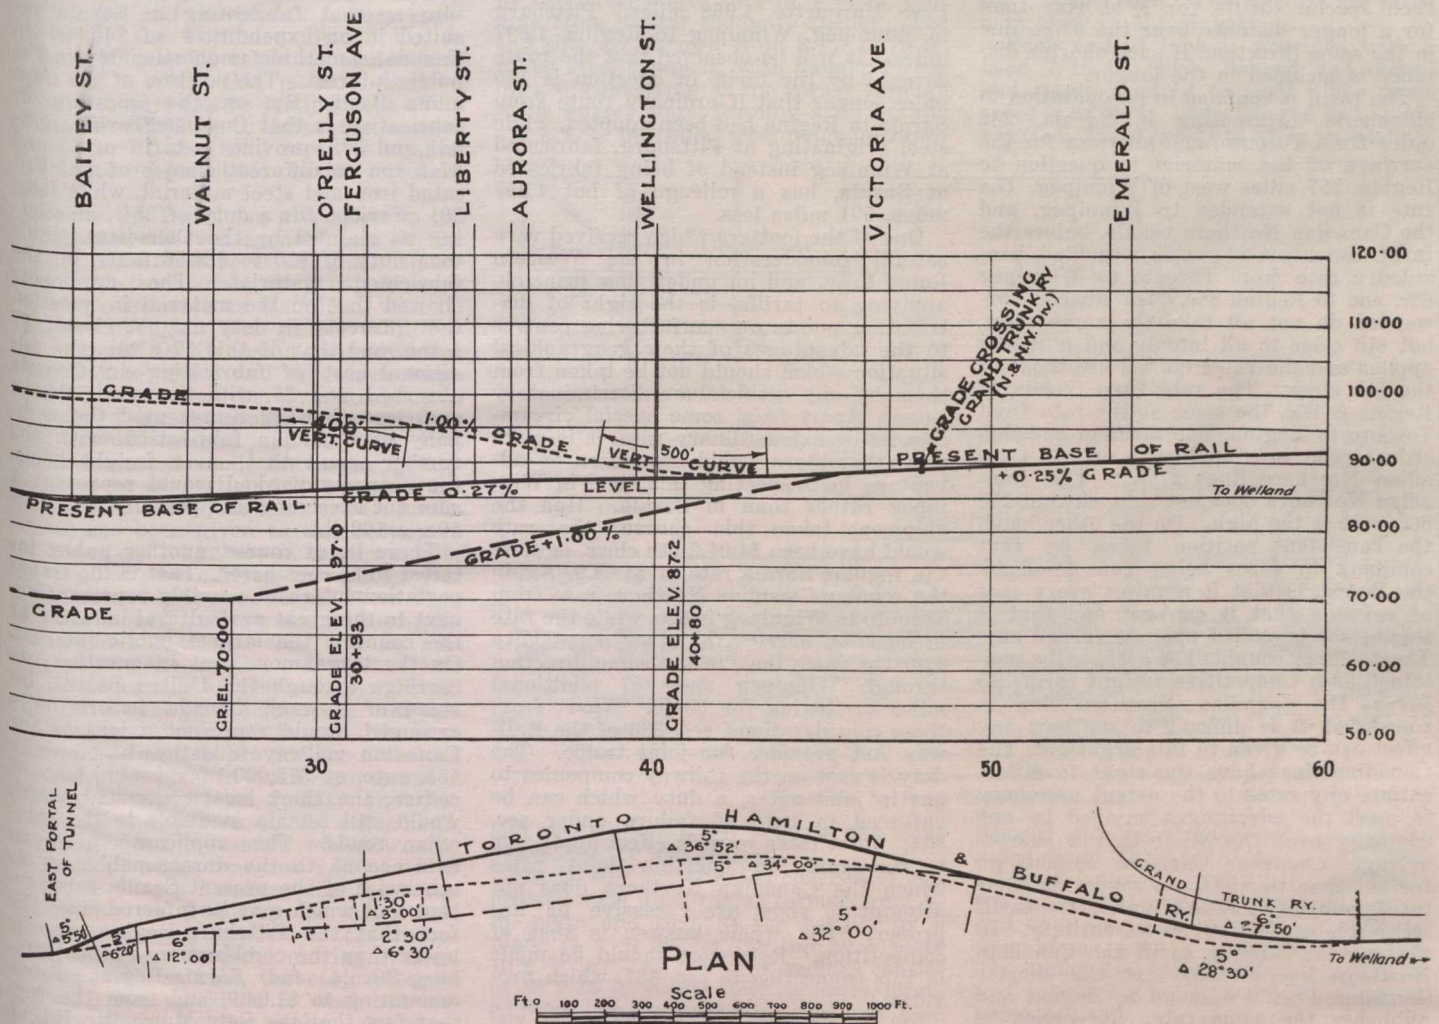 BAILEY. ST.
WALNUT ST.
O'RIELLY ST.
FERGUSON AVE
LIBERTY ST.
AURORA ST.
WELLINGTON ST.
VICTORIA AVE.
EMERALD ST.
GRADE CROSSING
GRAND TRUNK RY
(N & N.W. DIV.)
120·00
110·00
100·00
90·00
80·00
70·00
60·00
50·00
GRADE
400'
VERT. CURVE
1.00%
GRADE
500'
VERT CURVE
PRESENT BASE OF RAIL
+0.25% GRADE
To Welland
PRESENT BASE OF RAIL
GRADE 0.27%
LEVEL
GRADE +1.00%
GRADE
GR.EL. 70·00
GRADE ELEV. 97.0
30+93
GRADE ELEV. 87.2
40+80
30 40 50 60
EAST PORTAL
OF TUNNEL
TORONTO HAMILTON & BUFFALO RY.
GRAND TRUNK RY.
5°
Δ 36° 52'
5° Δ 34° 00'
5°
Δ 32° 00'
1°30'
Δ 3° 00'
2° 30'
Δ 6° 30'
6°
Δ 12°.00'
6°
Δ 27° 50'
5°
Δ 28° 30'
To Welland
PLAN
Scale
Ft. 0 100 200 300 400 500 600 700 800 900 1000 Ft.